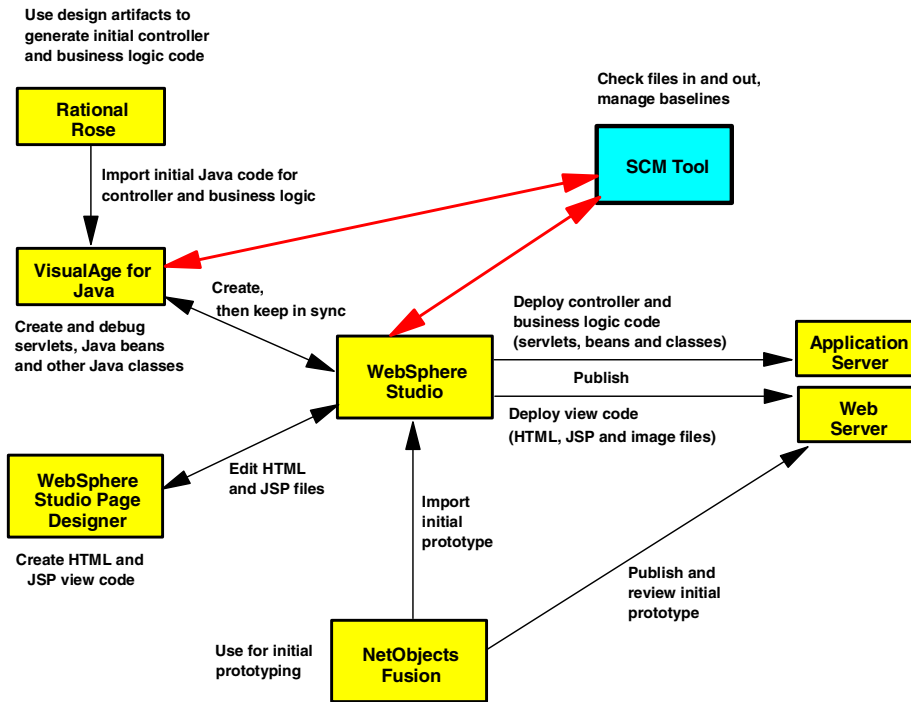 Use design artifacts to
generate initial controller
and business logic code
Rational
Rose
Check files in and out,
manage baselines
SCM Tool
Import initial Java code for
controller and business logic
VisualAge for
Java
Create,
then keep in sync
Create and debug
servlets, Java beans
and other Java classes
Deploy controller and
business logic code
(servlets, beans and classes)
Application
Server
WebSphere
Studio
Publish
Deploy view code
(HTML, JSP and image files)
Web
Server
WebSphere
Studio Page
Designer
Edit HTML
and JSP files
Create HTML and
JSP view code
Import
initial
prototype
Publish and
review initial
prototype
Use for initial
prototyping
NetObjects
Fusion